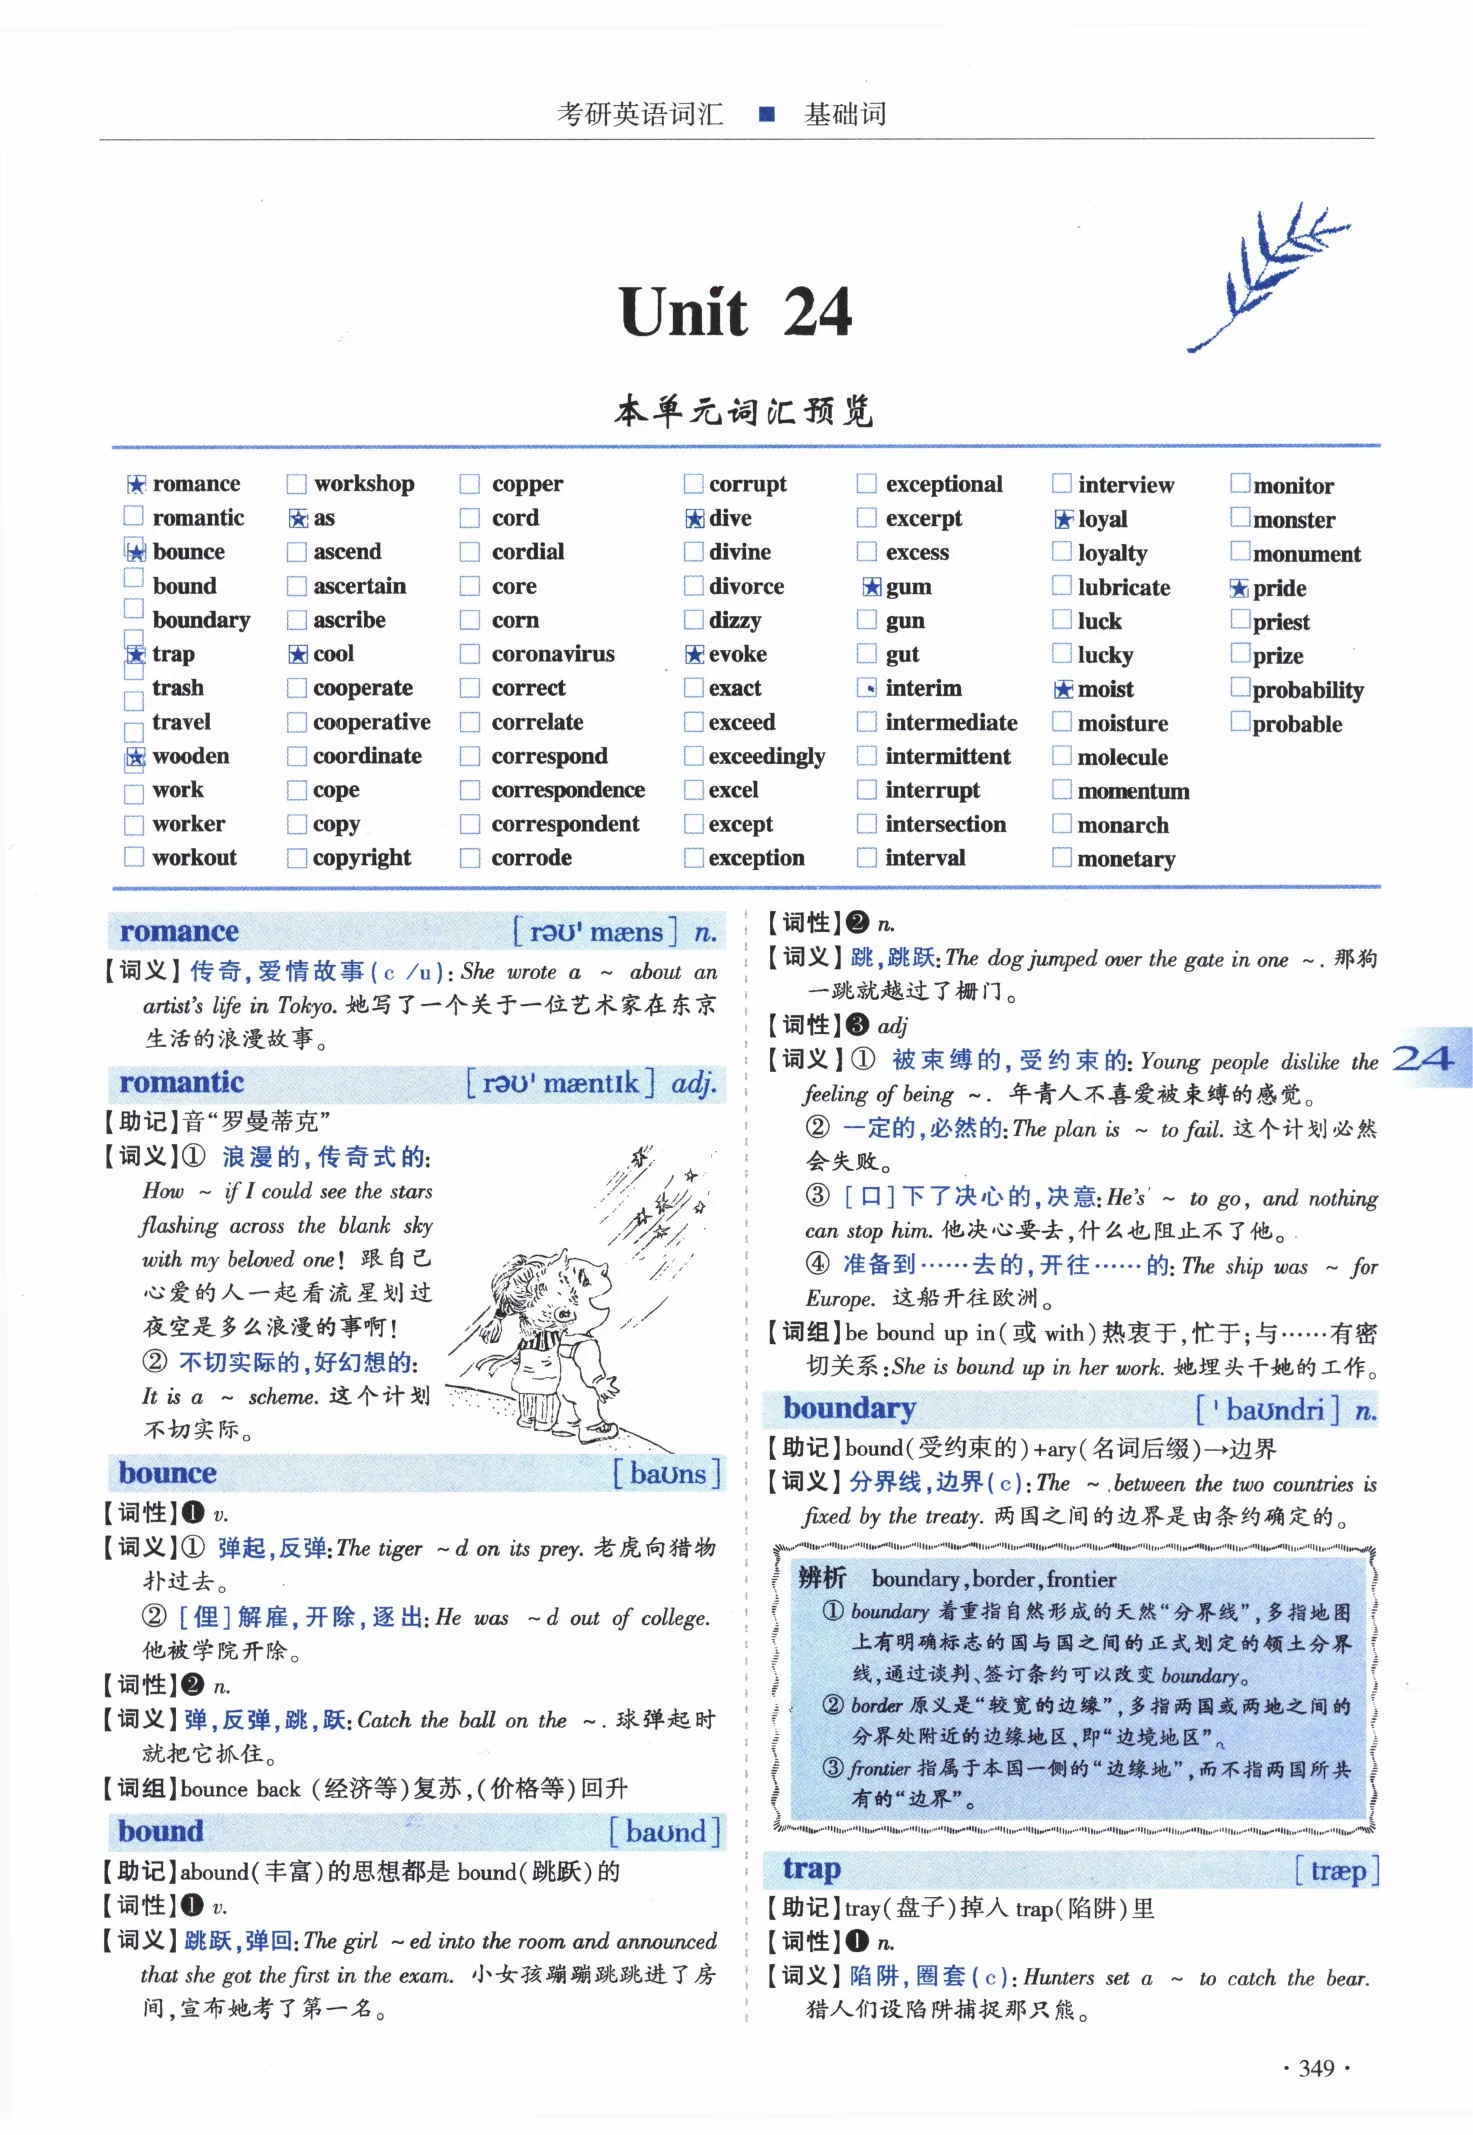 考研英语词汇 ■ 基础词
Unit 24
本单元词汇预览
romance workshop copper corrupt exceptional interview monitor
romantic as cord dive excerpt loyal monster
bounce ascend cordial divine excess loyalty monument
bound ascertain core divorce gum lubricate pride
boundary ascribe corn dizzy gun luck priest
trap cool coronavirus evoke gut lucky prize
trash cooperate correct exact interim moist probability
travel cooperative correlate exceed intermediate moisture probable
wooden coordinate correspond exceedingly intermittent molecule
work cope correspondence excel interrupt momentum
worker copy correspondent except intersection monarch
workout copyright corrode exception interval monetary
romance [rəʊ'mæns] n.
【词义】传奇,爱情故事(c /u):She wrote a ~ about an
artist's life in Tokyo. 她写了一个关于一位艺术家在东京
生活的浪漫故事。
romantic [rəʊ'mæntɪk] adj.
【助记】音“罗曼蒂克”
【词义】① 浪漫的,传奇式的:
How ~ if I could see the stars
flashing across the blank sky
with my beloved one! 跟自己
心爱的人一起看流星划过
夜空是多么浪漫的事啊!
② 不切实际的,好幻想的:
It is a ~ scheme. 这个计划
不切实际。
bounce [baʊns]
【词性】❶ v.
【词义】① 弹起,反弹:The tiger ~d on its prey. 老虎向猎物
扑过去。
② [俚]解雇,开除,逐出:He was ~d out of college.
他被学院开除。
【词性】❷ n.
【词义】弹,反弹,跳,跃:Catch the ball on the ~. 球弹起时
就把它抓住。
【词组】bounce back (经济等)复苏,(价格等)回升
bound [baʊnd]
【助记】abound(丰富)的思想都是 bound(跳跃)的
【词性】❶ v.
【词义】跳跃,弹回:The girl ~ed into the room and announced
that she got the first in the exam. 小女孩蹦蹦跳跳进了房
间,宣布她考了第一名。
【词性】❷ n.
【词义】跳,跳跃:The dog jumped over the gate in one ~. 那狗
一跳就越过了栅门。
【词性】❸ adj
【词义】① 被束缚的,受约束的:Young people dislike the
feeling of being ~. 年青人不喜爱被束缚的感觉。
② 一定的,必然的:The plan is ~ to fail. 这个计划必然
会失败。
③ [口]下了决心的,决意:He's ~ to go, and nothing
can stop him. 他决心要去,什么也阻止不了他。
④ 准备到……去的,开往……的:The ship was ~ for
Europe. 这船开往欧洲。
【词组】be bound up in(或 with)热衷于,忙于;与……有密
切关系:She is bound up in her work. 她埋头干她的工作。
boundary ['baʊndri] n.
【助记】bound(受约束的)+ary(名词后缀)→边界
【词义】分界线,边界(c):The ~ between the two countries is
fixed by the treaty. 两国之间的边界是由条约确定的。
辨析 boundary,border,frontier
① boundary 着重指自然形成的天然“分界线”,多指地图
上有明确标志的国与国之间的正式划定的领土分界
线,通过谈判、签订条约可以改变 boundary。
② border 原义是“较宽的边缘”,多指两国或两地之间的
分界处附近的边缘地区,即“边境地区”。
③ frontier 指属于本国一侧的“边缘地”,而不指两国所共
有的“边界”。
trap [træp]
【助记】tray(盘子)掉入 trap(陷阱)里
【词性】❶ n.
【词义】陷阱,圈套(c):Hunters set a ~ to catch the bear.
猎人们设陷阱捕捉那只熊。
24
· 349 ·